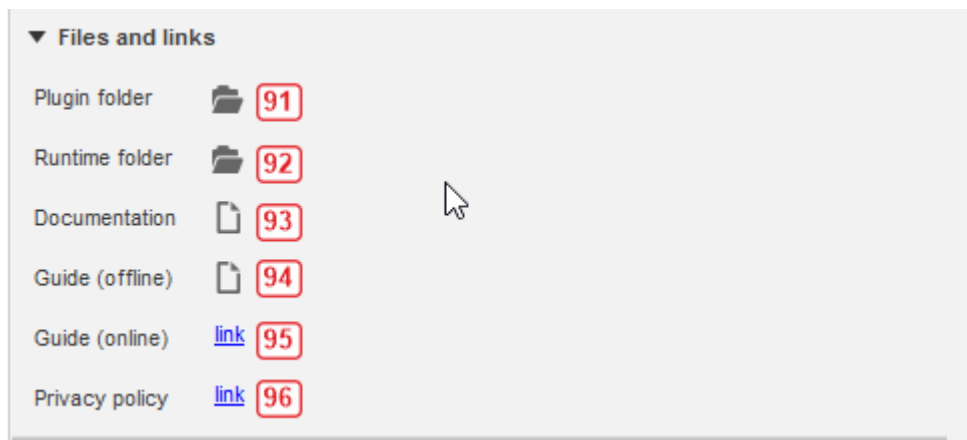 Files and links
Plugin folder 91
Runtime folder 92
Documentation 93
Guide (offline) 94
Guide (online) link 95
Privacy policy link 96